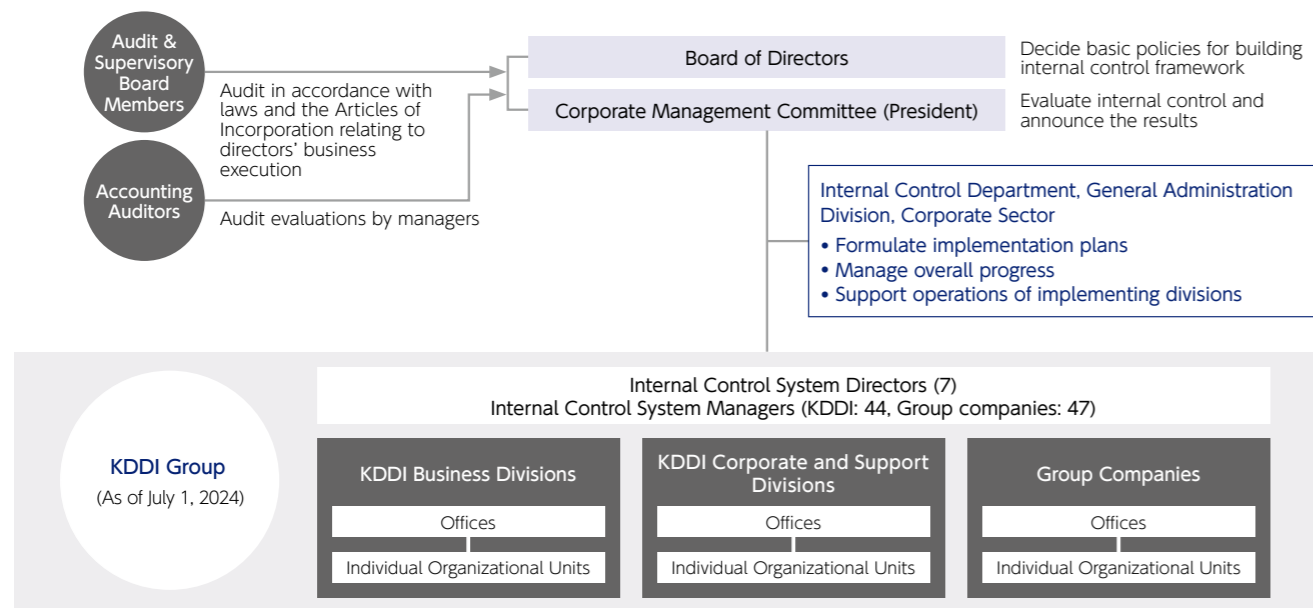 Audit &
Supervisory
Board
Members
Audit in accordance with
laws and the Articles of
Incorporation relating to
directors’ business
execution
Accounting
Auditors
Audit evaluations by managers
Board of Directors
Decide basic policies for building
internal control framework
Corporate Management Committee (President)
Evaluate internal control and
announce the results
Internal Control Department, General Administration
Division, Corporate Sector
• Formulate implementation plans
• Manage overall progress
• Support operations of implementing divisions
KDDI Group
(As of July 1, 2024)
Internal Control System Directors (7)
Internal Control System Managers (KDDI: 44, Group companies: 47)
KDDI Business Divisions
Offices
Individual Organizational Units
KDDI Corporate and Support
Divisions
Offices
Individual Organizational Units
Group Companies
Offices
Individual Organizational Units